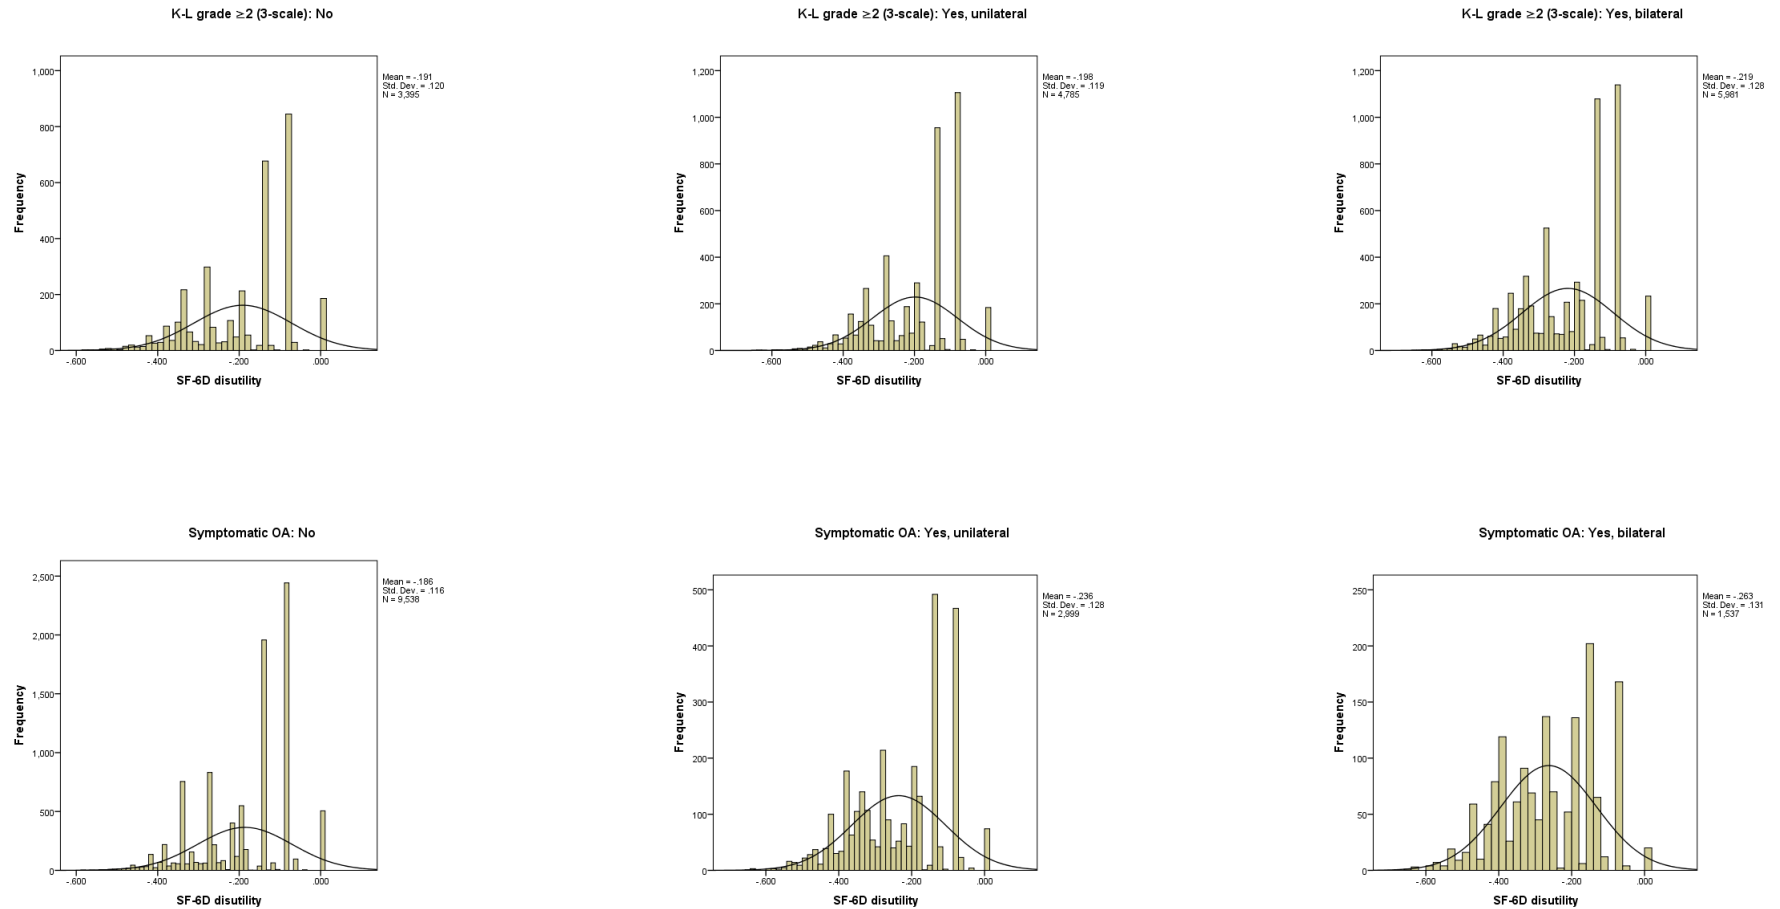 K-L grade ≥2 (3-scale): No
1,000
800
600
400
200
0
Frequency
-.600
-.400
-.200
.000
SF-6D disutility
Mean = -.191
Std. Dev. = .120
N = 3,395
K-L grade ≥2 (3-scale): Yes, unilateral
1,200
1,000
800
600
400
200
0
Frequency
-.600
-.400
-.200
.000
SF-6D disutility
Mean = -.198
Std. Dev. = .119
N = 4,785
K-L grade ≥2 (3-scale): Yes, bilateral
1,200
1,000
800
600
400
200
0
Frequency
-.600
-.400
-.200
.000
SF-6D disutility
Mean = -.219
Std. Dev. = .128
N = 5,981
Symptomatic OA: No
2,500
2,000
1,500
1,000
500
0
Frequency
-.600
-.400
-.200
.000
SF-6D disutility
Mean = -.186
Std. Dev. = .116
N = 9,538
Symptomatic OA: Yes, unilateral
500
400
300
200
100
0
Frequency
-.600
-.400
-.200
.000
SF-6D disutility
Mean = -.236
Std. Dev. = .128
N = 2,999
Symptomatic OA: Yes, bilateral
250
200
150
100
50
0
Frequency
-.600
-.400
-.200
.000
SF-6D disutility
Mean = -.263
Std. Dev. = .131
N = 1,537